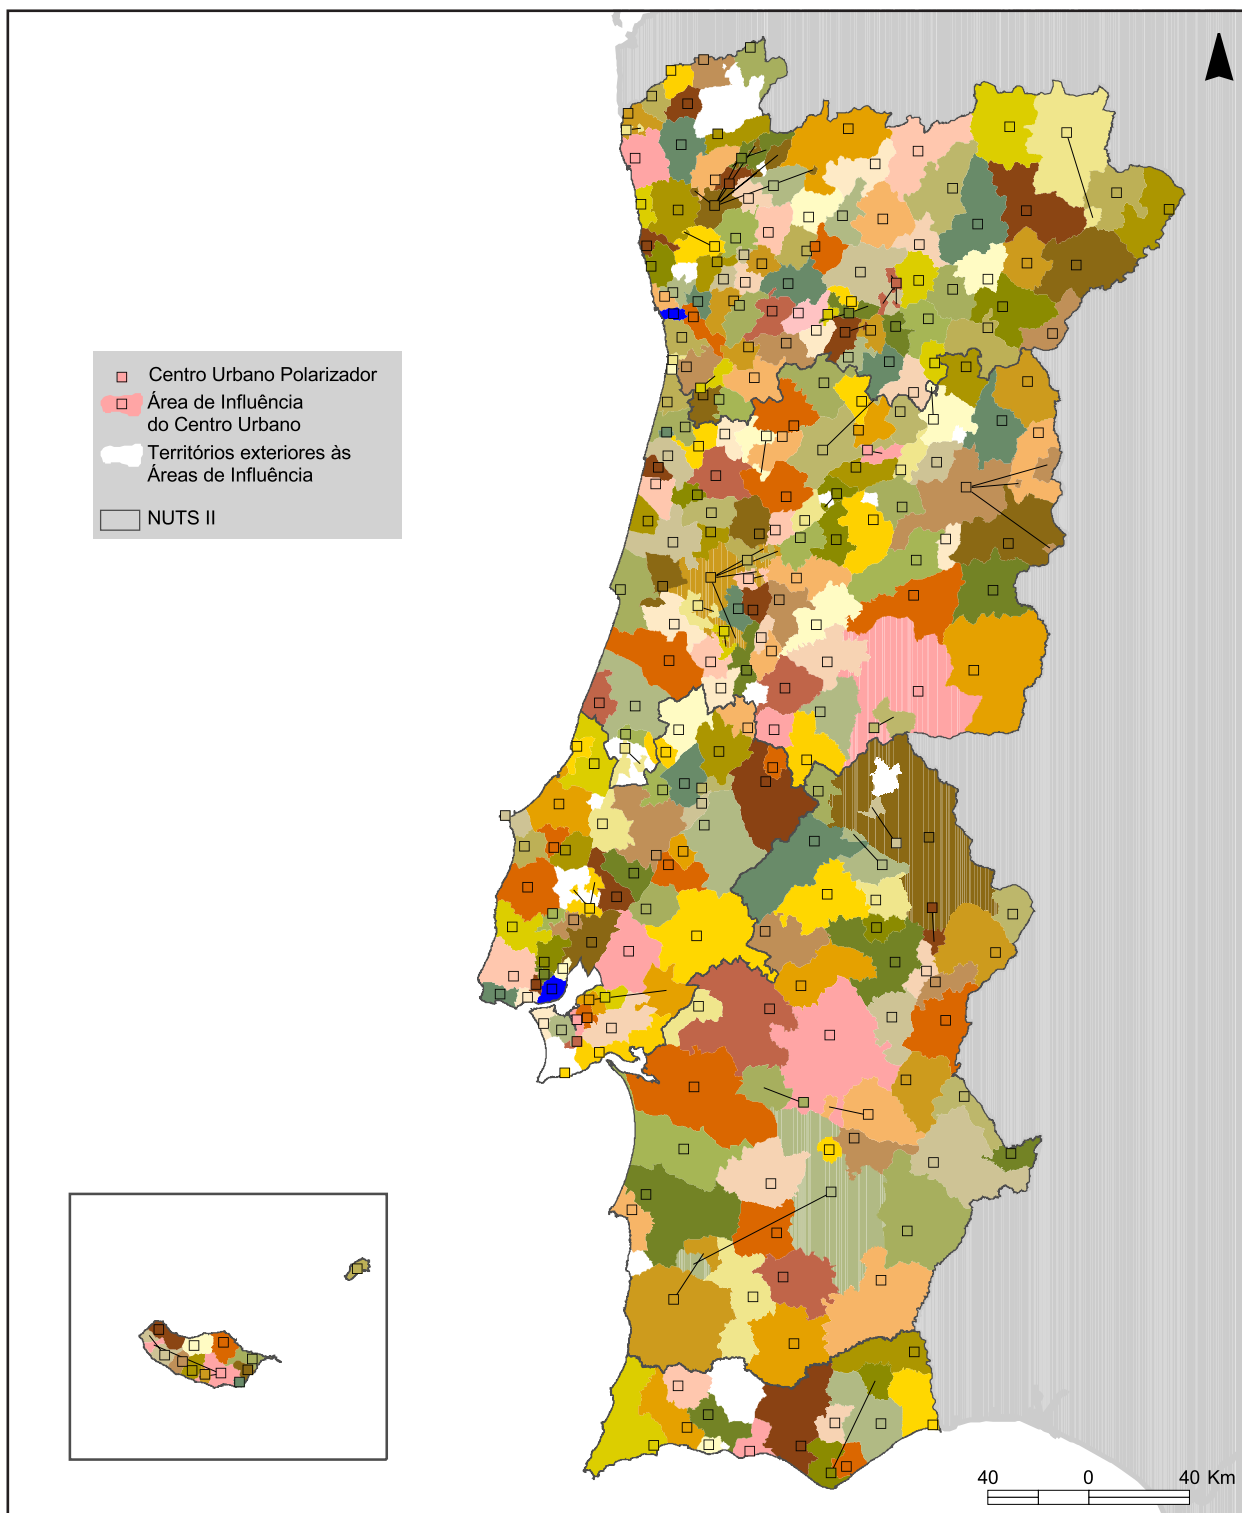 Centro Urbano Polarizador
Área de Influência
do Centro Urbano
Territórios exteriores às
Áreas de Influência
NUTS II
40 0 40 Km